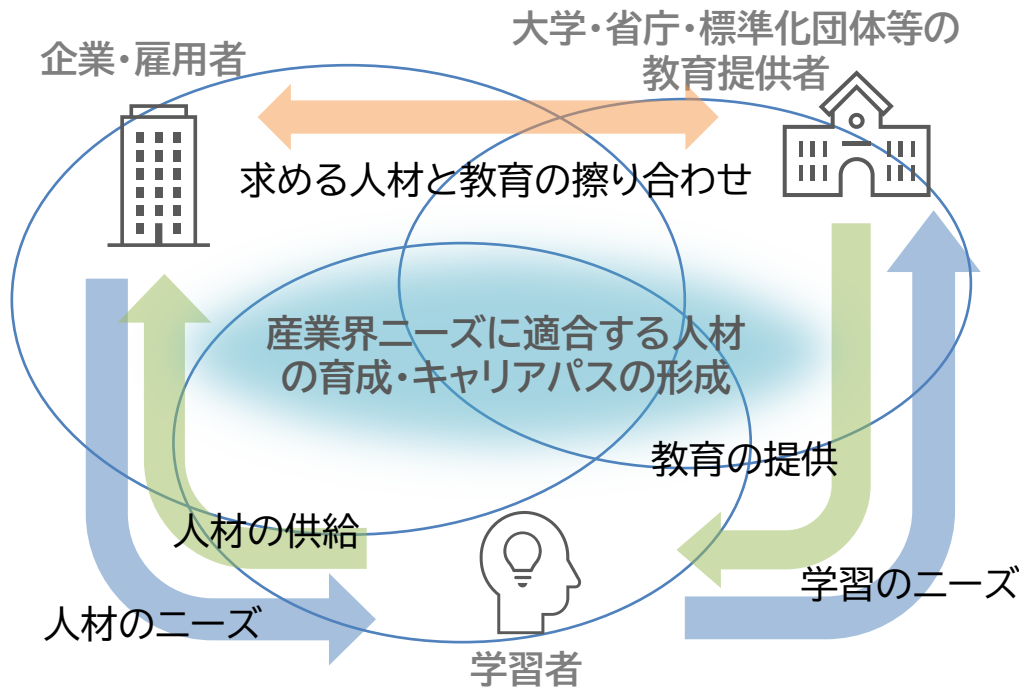 大学・省庁・標準化団体等の
教育提供者
企業・雇用者
求める人材と教育の擦り合わせ
産業界ニーズに適合する人材
の育成・キャリアパスの形成
教育の提供
人材の供給
学習のニーズ
人材のニーズ
学習者